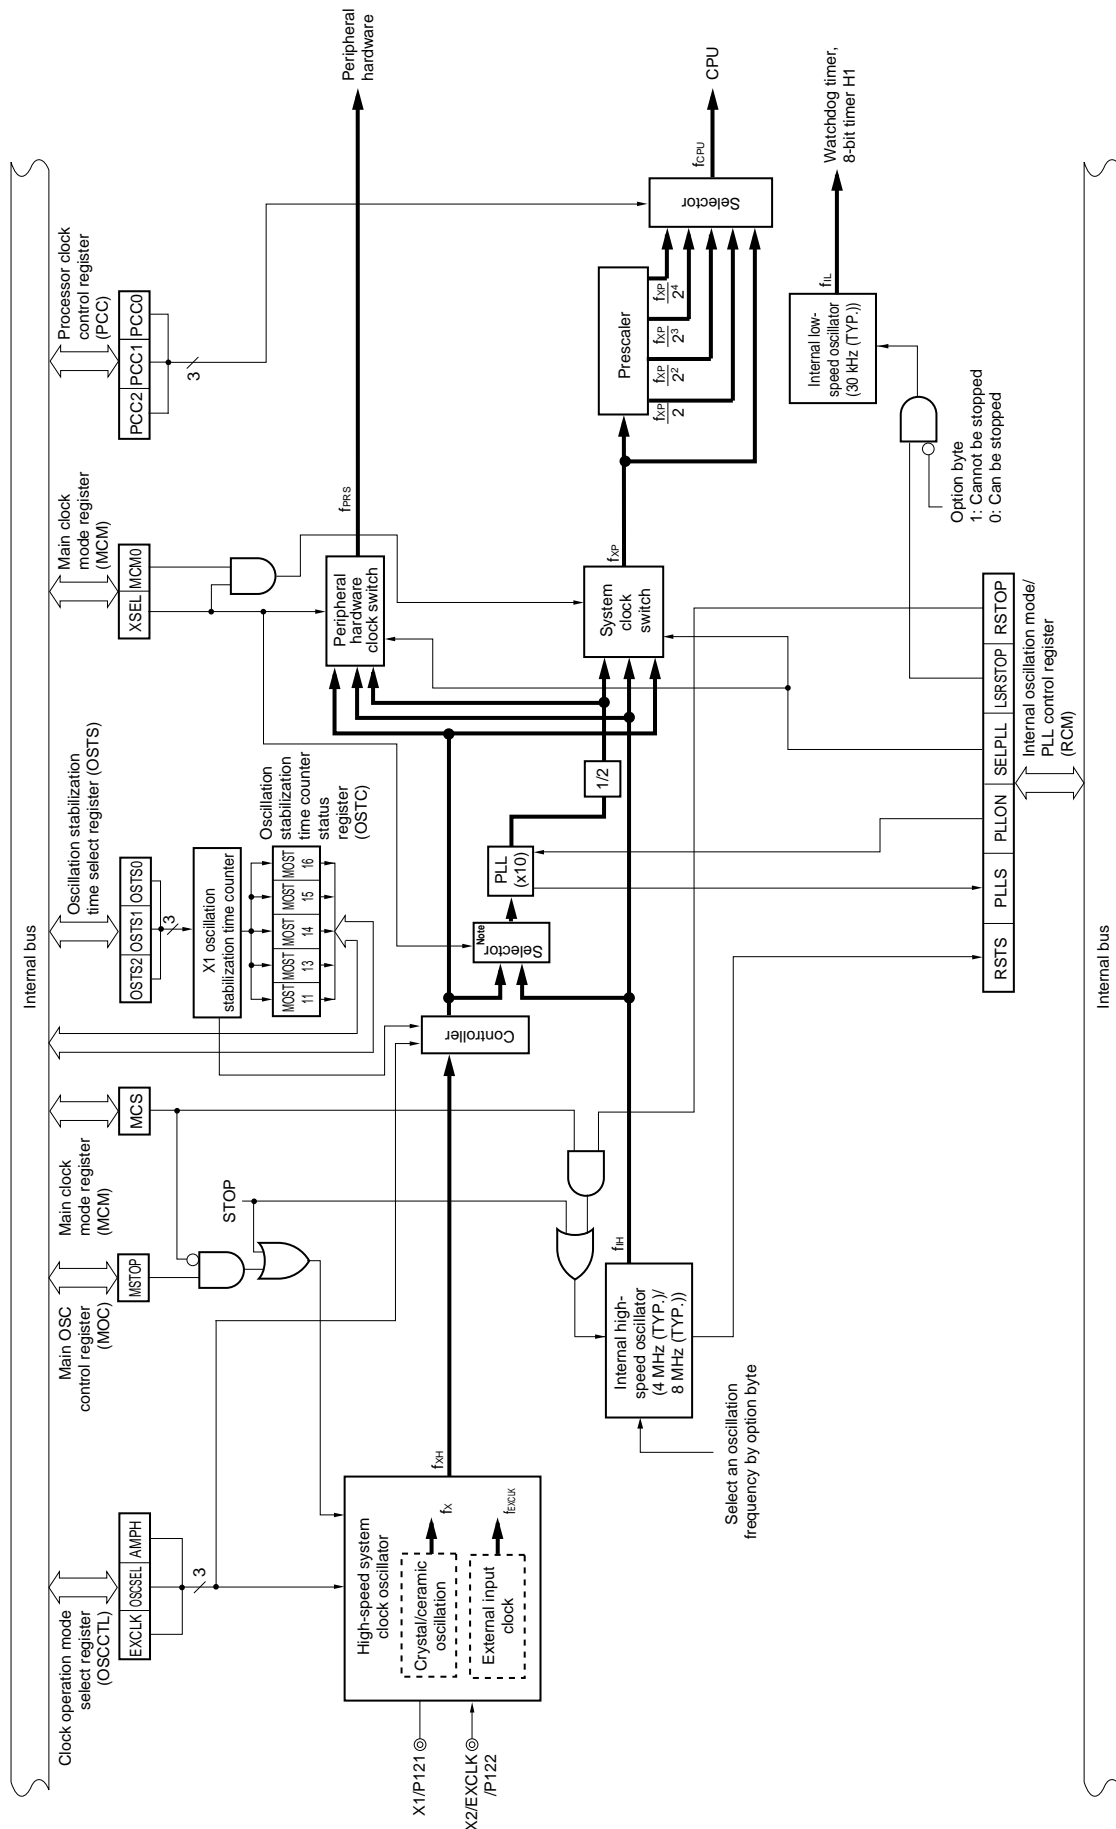 Internal bus
Clock operation mode
select register
(OSCCTL)
EXCLK OSCSEL AMPH
3
Main OSC
control register
(MOC)
MSTOP
Main clock
mode register
(MCM)
MCS
STOP
Oscillation stabilization
time select register (OSTS)
OSTS2 OSTS1 OSTS0
3
X1 oscillation
stabilization time counter
Oscillation
stabilization
time counter
status
register
(OSTC)
MOST
11
MOST
13
MOST
14
MOST
15
MOST
16
Main clock
mode register
(MCM)
XSEL MCM0
Processor clock
control register
(PCC)
PCC2 PCC1 PCC0
3
X1/P121
X2/EXCLK
/P122
High-speed system
clock oscillator
Crystal/ceramic
oscillation
fX
External input
clock
fEXCLK
fXH
Controller
Note
Selector
PLL
(x10)
1/2
Peripheral
hardware
clock switch
fPRS
Peripheral
hardware
System
clock
switch
fXP
Prescaler
fXP
2
fXP
2²
fXP
2³
fXP
2⁴
Selector
fCPU
CPU
Select an oscillation
frequency by option byte
Internal high-
speed oscillator
(4 MHz (TYP.)/
8 MHz (TYP.))
fIH
Internal low-
speed oscillator
(30 kHz (TYP.))
fIL
Watchdog timer,
8-bit timer H1
Option byte
1: Cannot be stopped
0: Can be stopped
RSTS PLLS PLLON SELPLL LSRSTOP RSTOP
Internal oscillation mode/
PLL control register
(RCM)
Internal bus